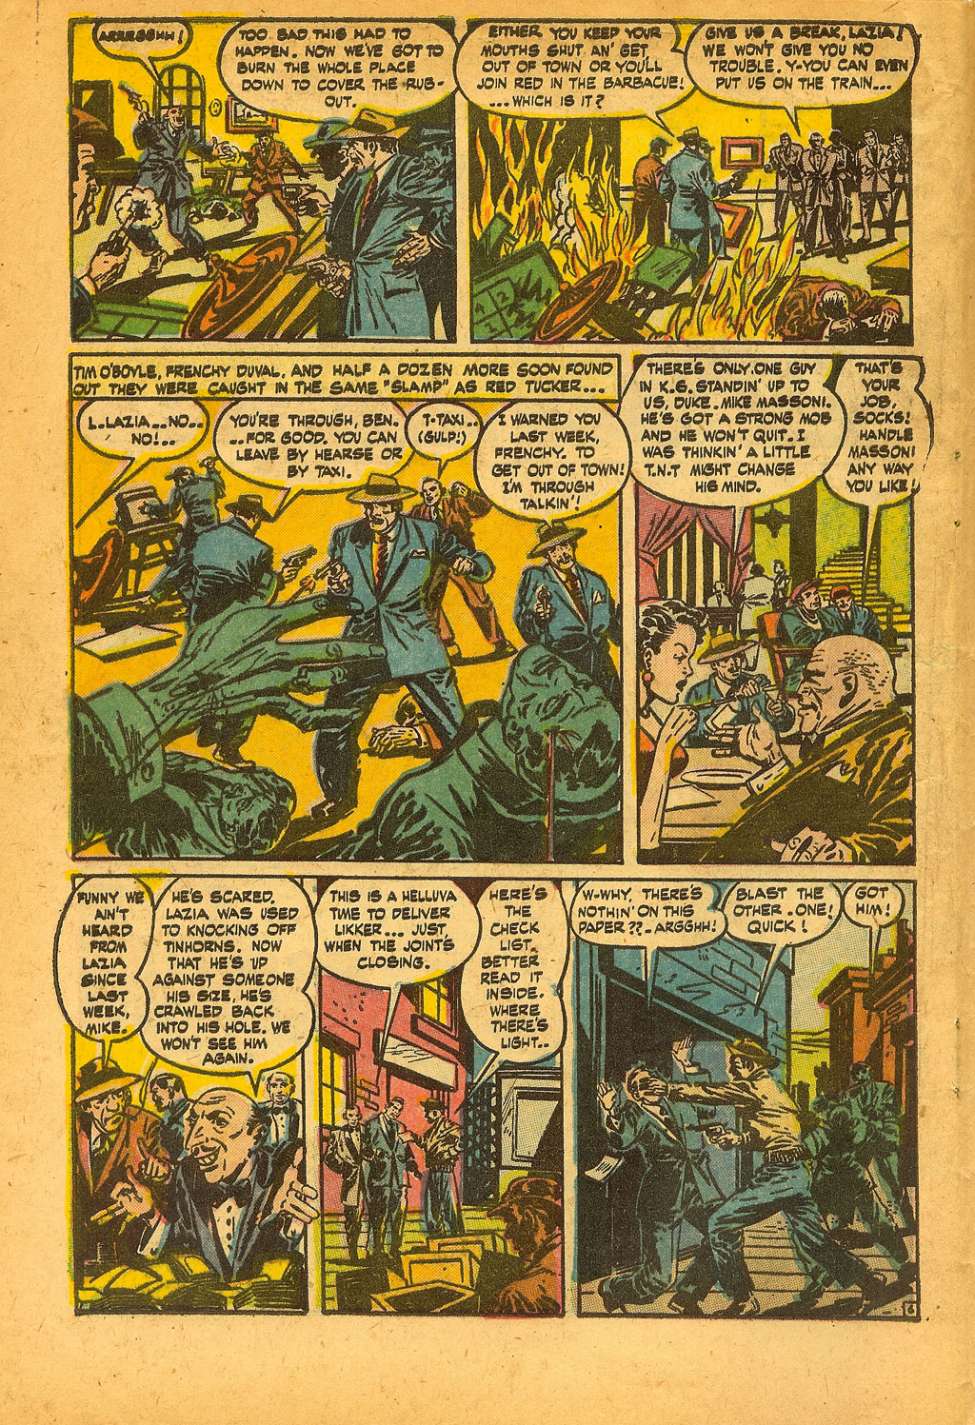 ARRRGGHH!
TOO BAD THIS HAD TO
HAPPEN. NOW WE'VE GOT TO
BURN THE WHOLE PLACE
DOWN TO COVER THE RUB-
OUT.
EITHER YOU KEEP YOUR
MOUTHS SHUT AN' GET
OUT OF TOWN OR YOU'LL
JOIN RED IN THE BARBACUE!
...WHICH IS IT?
GIVE US A BREAK, LAZIA!
WE WON'T GIVE YOU NO
TROUBLE. Y-YOU CAN EVEN
PUT US ON THE TRAIN...
TIM O'BOYLE, FRENCHY DUVAL, AND HALF A DOZEN MORE SOON FOUND
OUT THEY WERE CAUGHT IN THE SAME "SLAMP" AS RED TUCKER...
L-LAZIA...NO...
NO!..
YOU'RE THROUGH, BEN.
...FOR GOOD. YOU CAN
LEAVE BY HEARSE OR
BY TAXI.
T-TAXI..
(GULP!)
I WARNED YOU
LAST WEEK,
FRENCHY. TO
GET OUT OF TOWN!
I'M THROUGH
TALKIN'!
THERE'S ONLY.ONE GUY
IN K.C. STANDIN' UP TO
US, DUKE. MIKE MASSONI.
HE'S GOT A STRONG MOB
AND HE WON'T QUIT. I
WAS THINKIN' A LITTLE
T.N.T MIGHT CHANGE
HIS MIND.
THAT'S
YOUR
JOB,
SOCKS!
HANDLE
MASSONI
ANY WAY
YOU LIKE!
FUNNY WE
AIN'T
HEARD
FROM
LAZIA
SINCE
LAST
WEEK,
MIKE.
HE'S SCARED.
LAZIA WAS USED
TO KNOCKING OFF
TINHORNS. NOW
THAT HE'S UP
AGAINST SOMEONE
HIS SIZE, HE'S
CRAWLED BACK
INTO HIS HOLE. WE
WON'T SEE HIM
AGAIN.
THIS IS A HELLUVA
TIME TO DELIVER
LIKKER... JUST,
WHEN THE JOINT'S
CLOSING.
HERE'S
THE
CHECK
LIST.
BETTER
READ IT
INSIDE.
WHERE
THERE'S
LIGHT..
W-WHY, THERE'S
NOTHIN' ON THIS
PAPER??-ARGGHH!
BLAST THE
OTHER .ONE!
QUICK!
GOT
HIM!
6